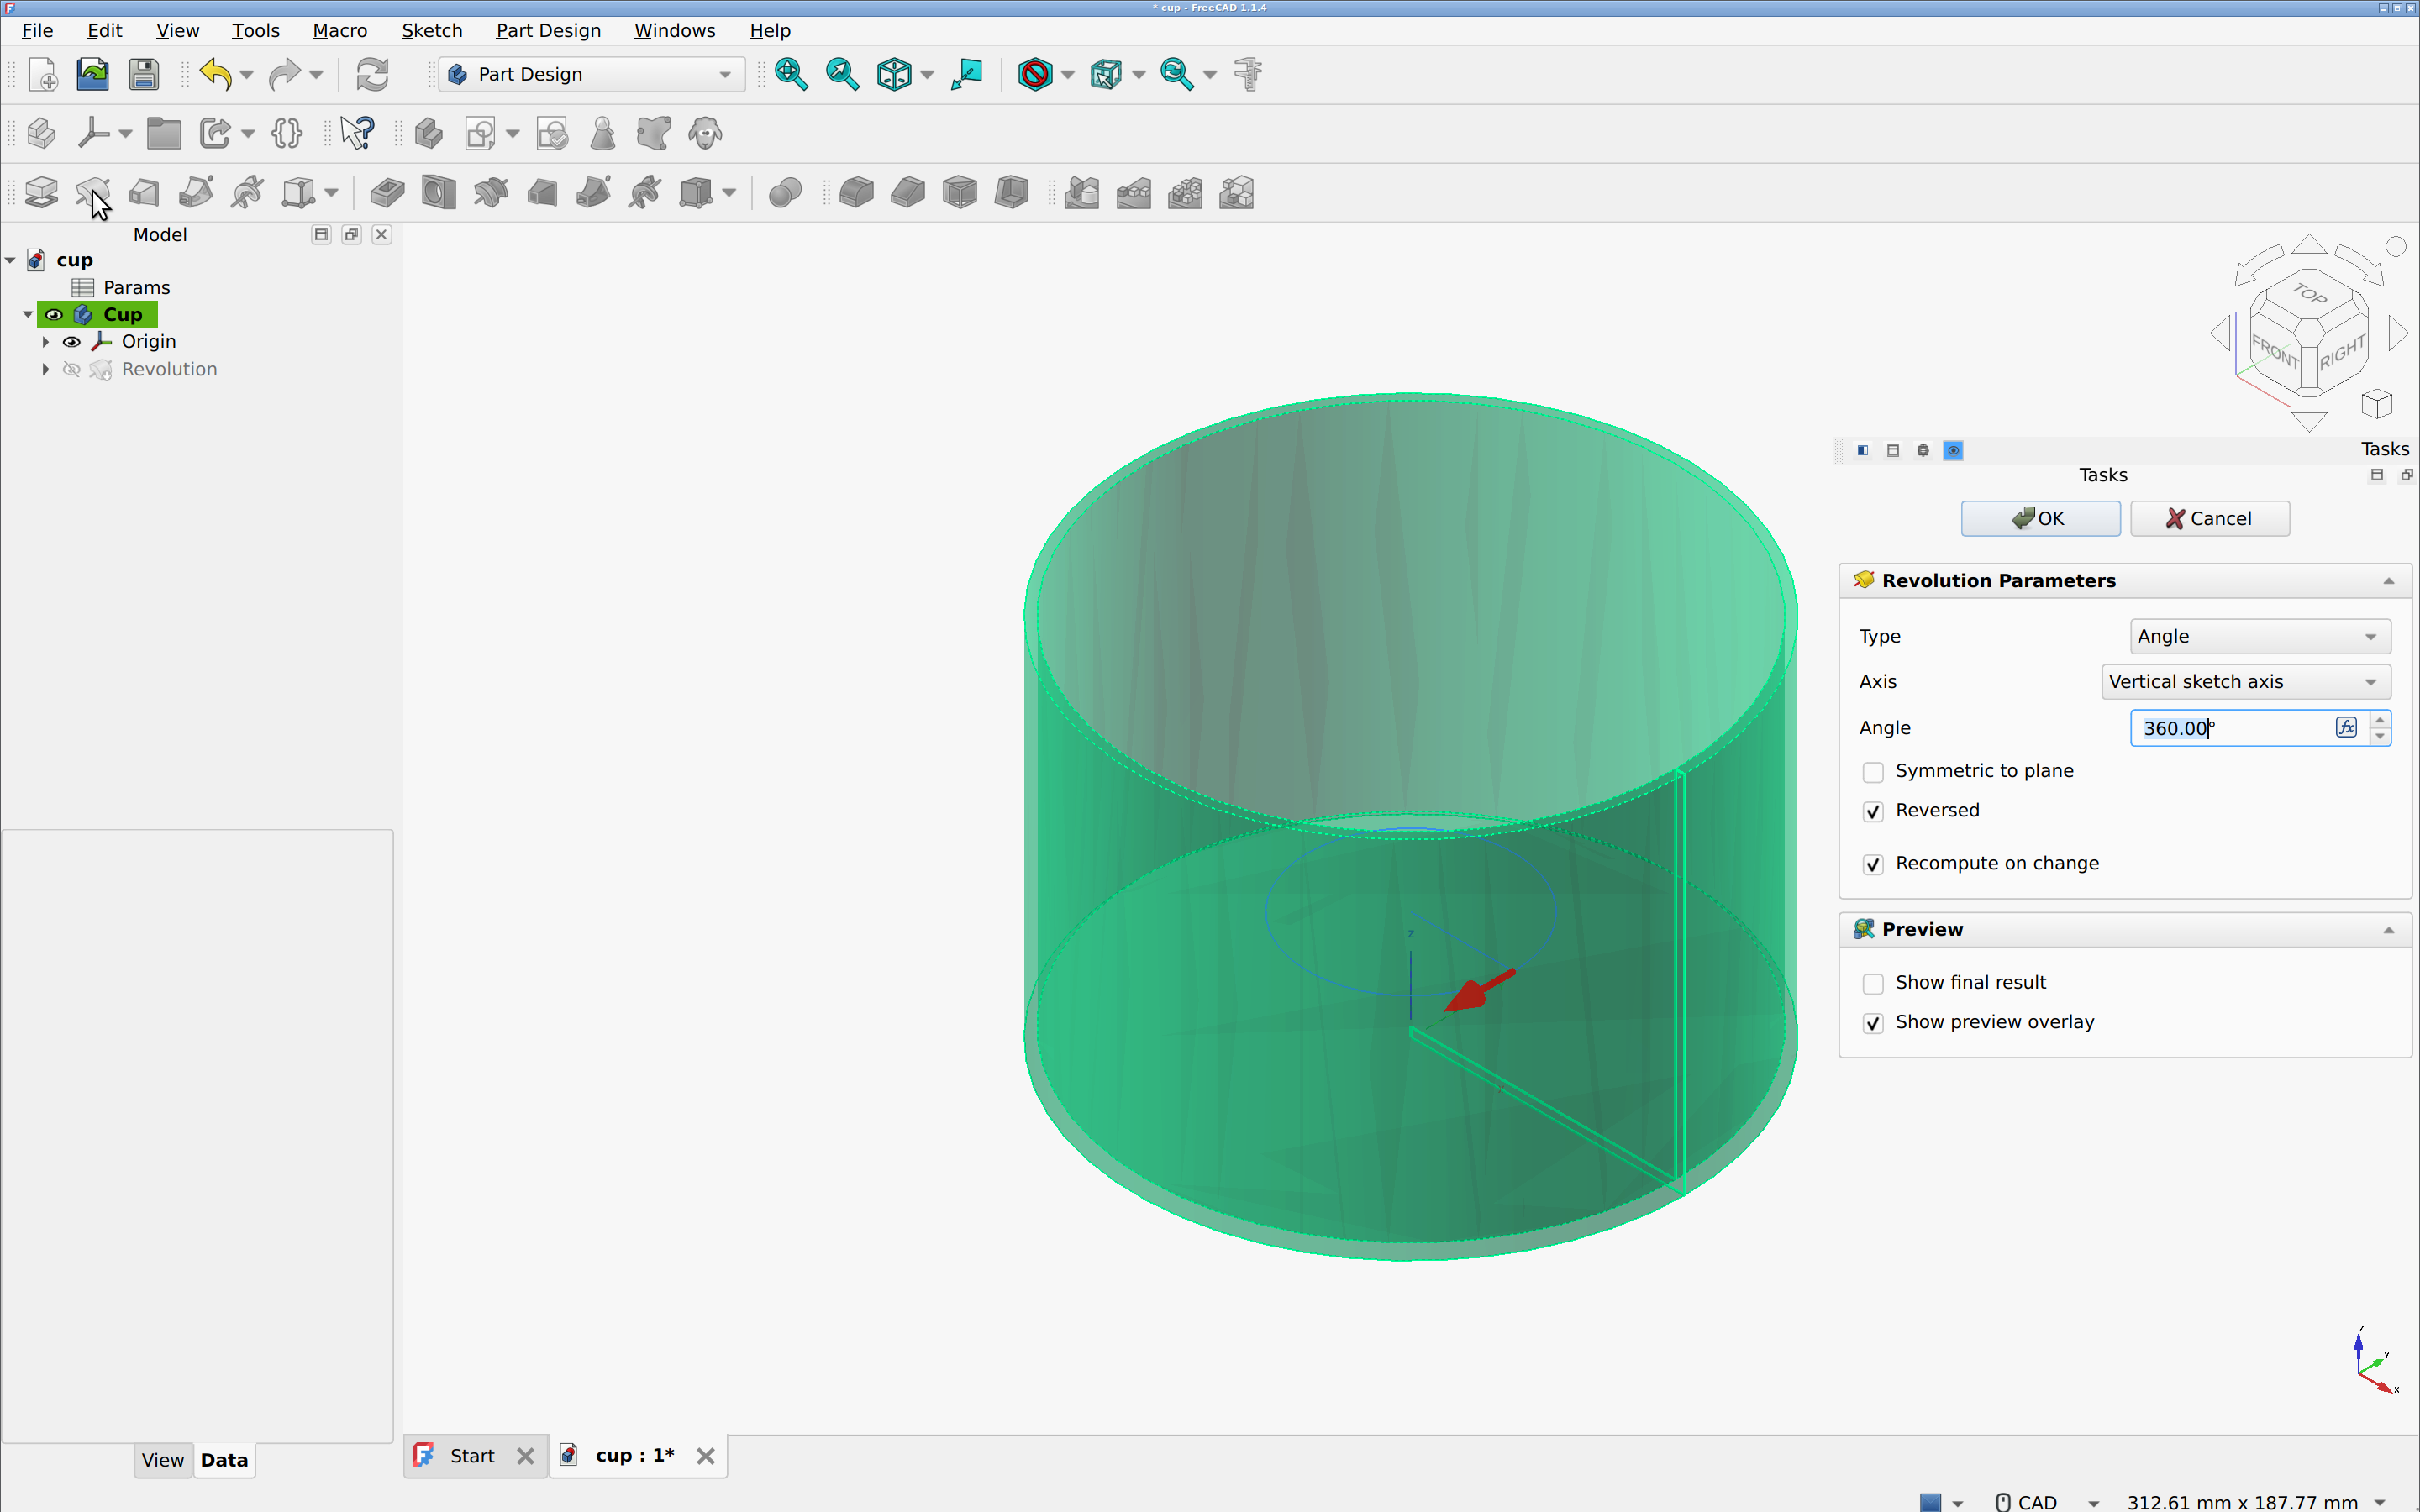 * cup - FreeCAD 1.1.4
File Edit View Tools Macro Sketch Part Design Windows Help
Part Design
Model
cup
Params
Cup
Origin
Revolution
TOP
FRONT
RIGHT
Tasks
Tasks
OK
Cancel
Revolution Parameters
Type Angle
Axis Vertical sketch axis
Angle 360.00°
Symmetric to plane
Reversed
Recompute on change
Preview
Show final result
Show preview overlay
z
Z
Y
X
View Data
Start
cup : 1*
CAD
312.61 mm x 187.77 mm